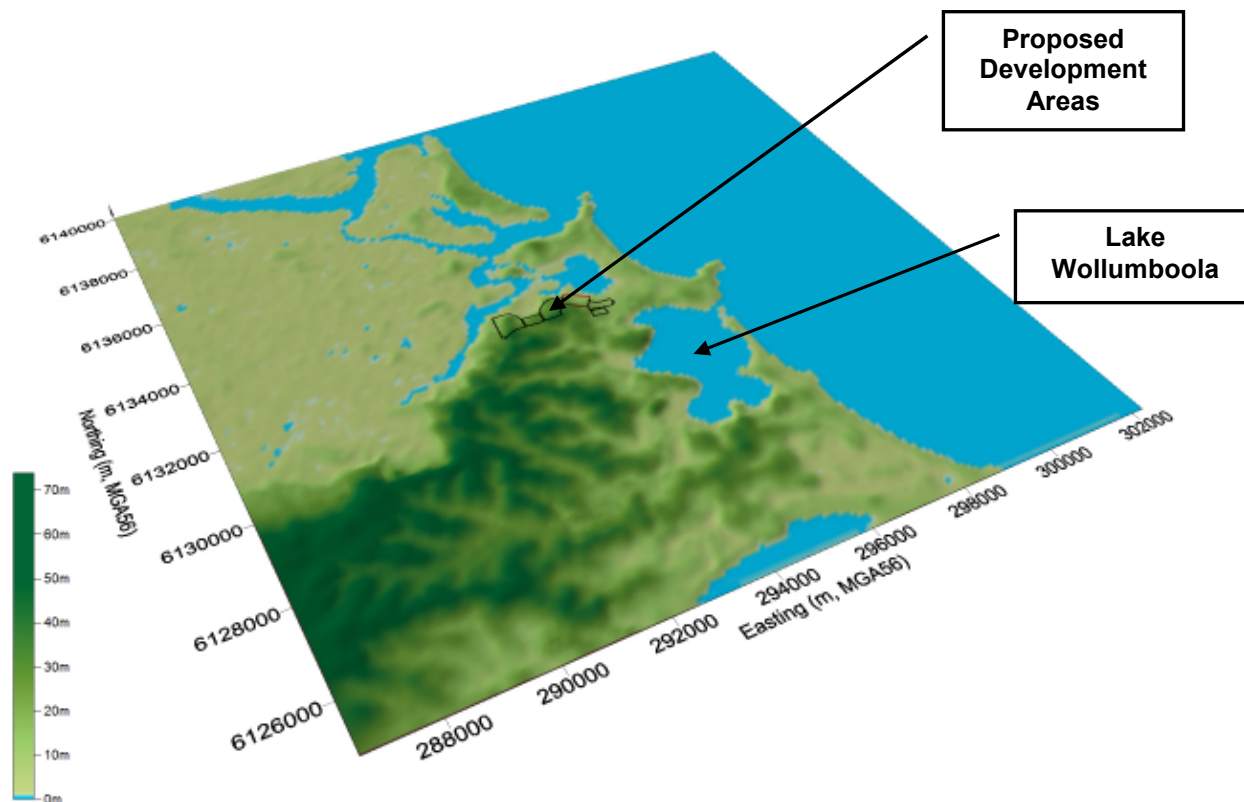 Proposed
Development
Areas
Lake
Wollumboola
6140000
6138000
6136000
6134000
6132000
6130000
6128000
6126000
Northing (m, MGA56)
288000
290000
292000
294000
296000
298000
300000
302000
Easting (m, MGA56)
70m
60m
50m
40m
30m
20m
10m
0m